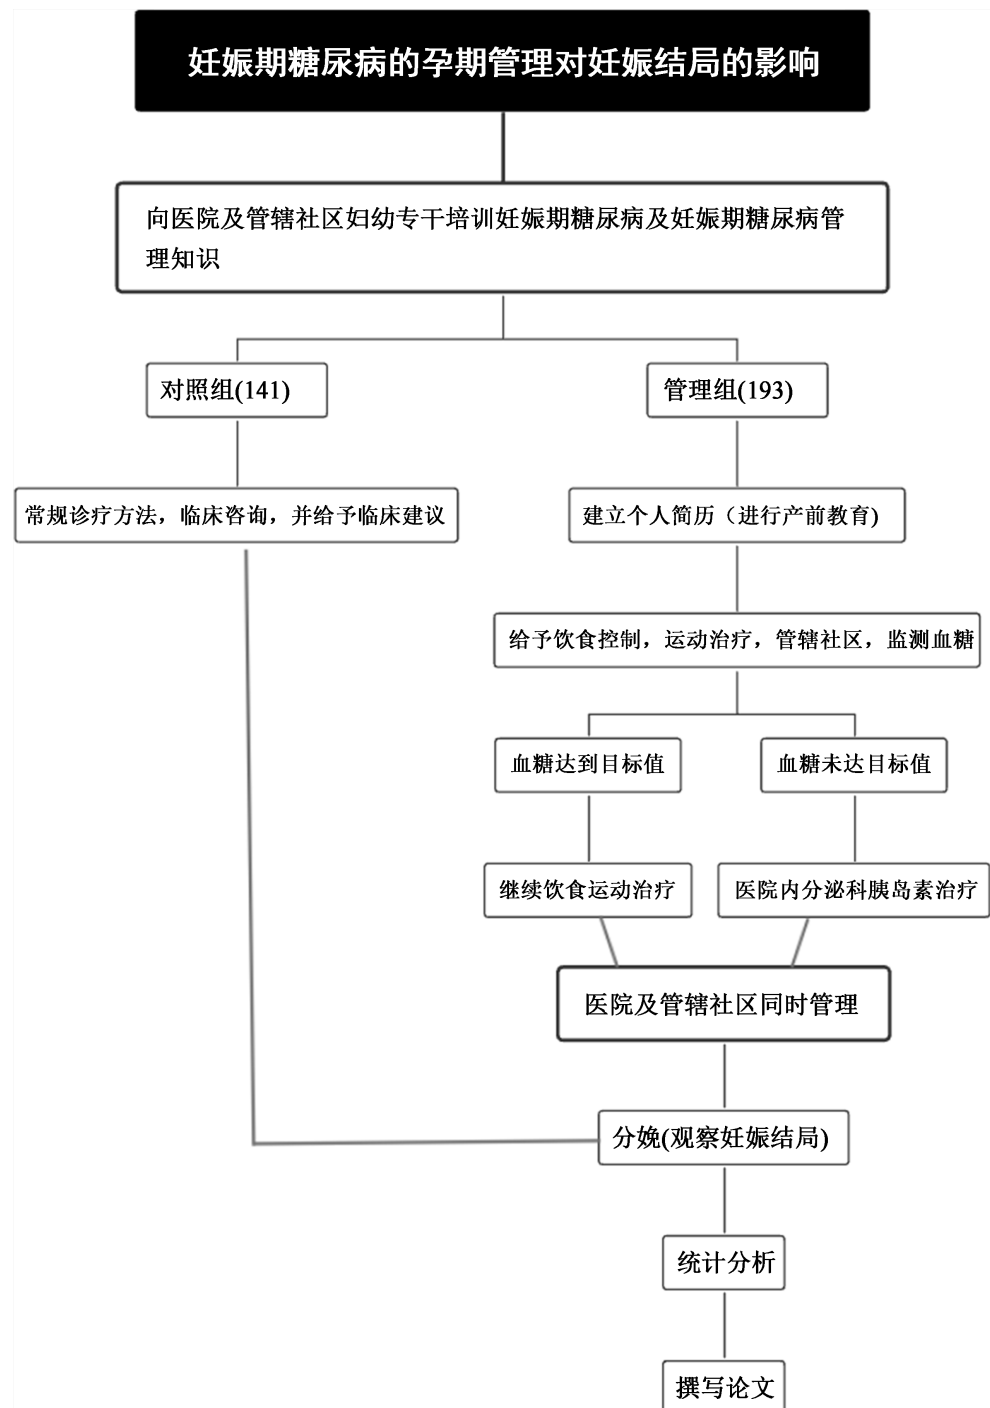 妊娠期糖尿病的孕期管理对妊娠结局的影响
向医院及管辖社区妇幼专干培训妊娠期糖尿病及妊娠期糖尿病管
理知识
对照组(141)
管理组(193)
常规诊疗方法，临床咨询，并给予临床建议
建立个人简历（进行产前教育)
给予饮食控制，运动治疗，管辖社区，监测血糖
血糖达到目标值
血糖未达目标值
继续饮食运动治疗
医院内分泌科胰岛素治疗
医院及管辖社区同时管理
分娩(观察妊娠结局)
统计分析
撰写论文